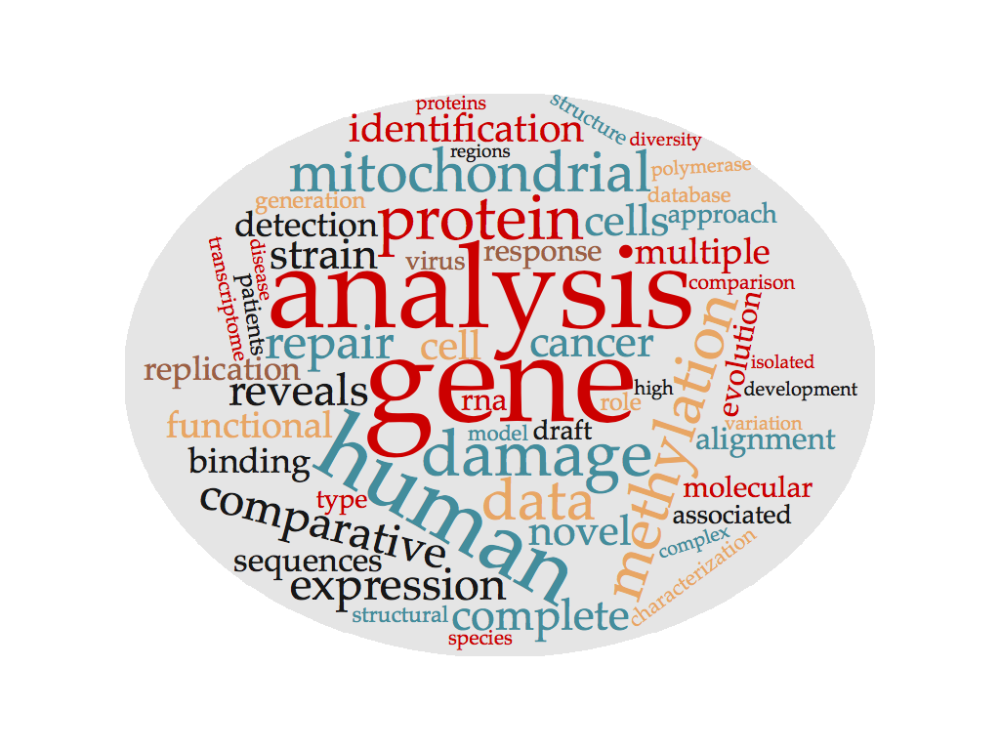 proteins
structure
identification
diversity
regions
mitochondrial
polymerase
generation
database
detection
protein
cells
approach
strain
virus
response
•multiple
transcriptome
disease
patients
analysis
comparison
repair
cell
cancer
evolution
replication
isolated
reveals
gene
rna
role
high
development
methylation
functional
model
draft
variation
alignment
binding
human
damage
comparative
type
data
molecular
associated
novel
complex
sequences
expression
characterization
structural
complete
species